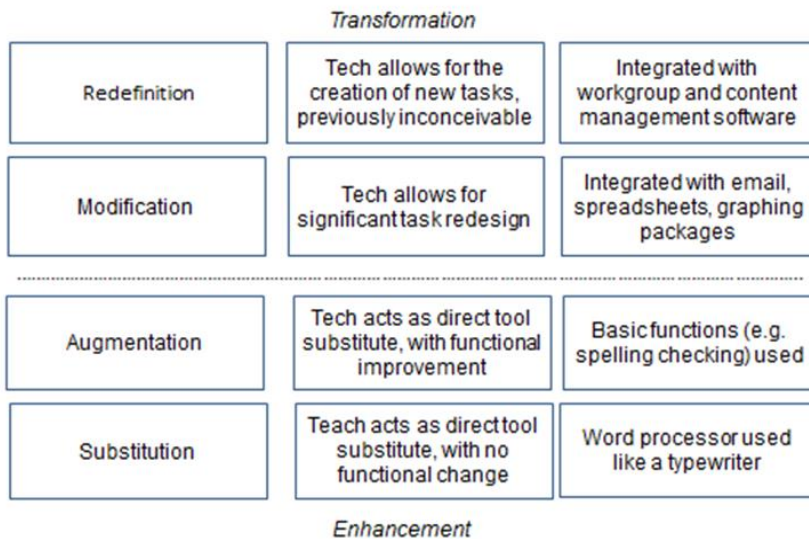 Transformation
Redefinition
Tech allows for the
creation of new tasks,
previously inconceivable
Integrated with
workgroup and content
management software
Modification
Tech allows for
significant task redesign
Integrated with email,
spreadsheets, graphing
packages
Augmentation
Tech acts as direct tool
substitute, with functional
improvement
Basic functions (e.g.
spelling checking) used
Substitution
Teach acts as direct tool
substitute, with no
functional change
Word processor used
like a typewriter
Enhancement